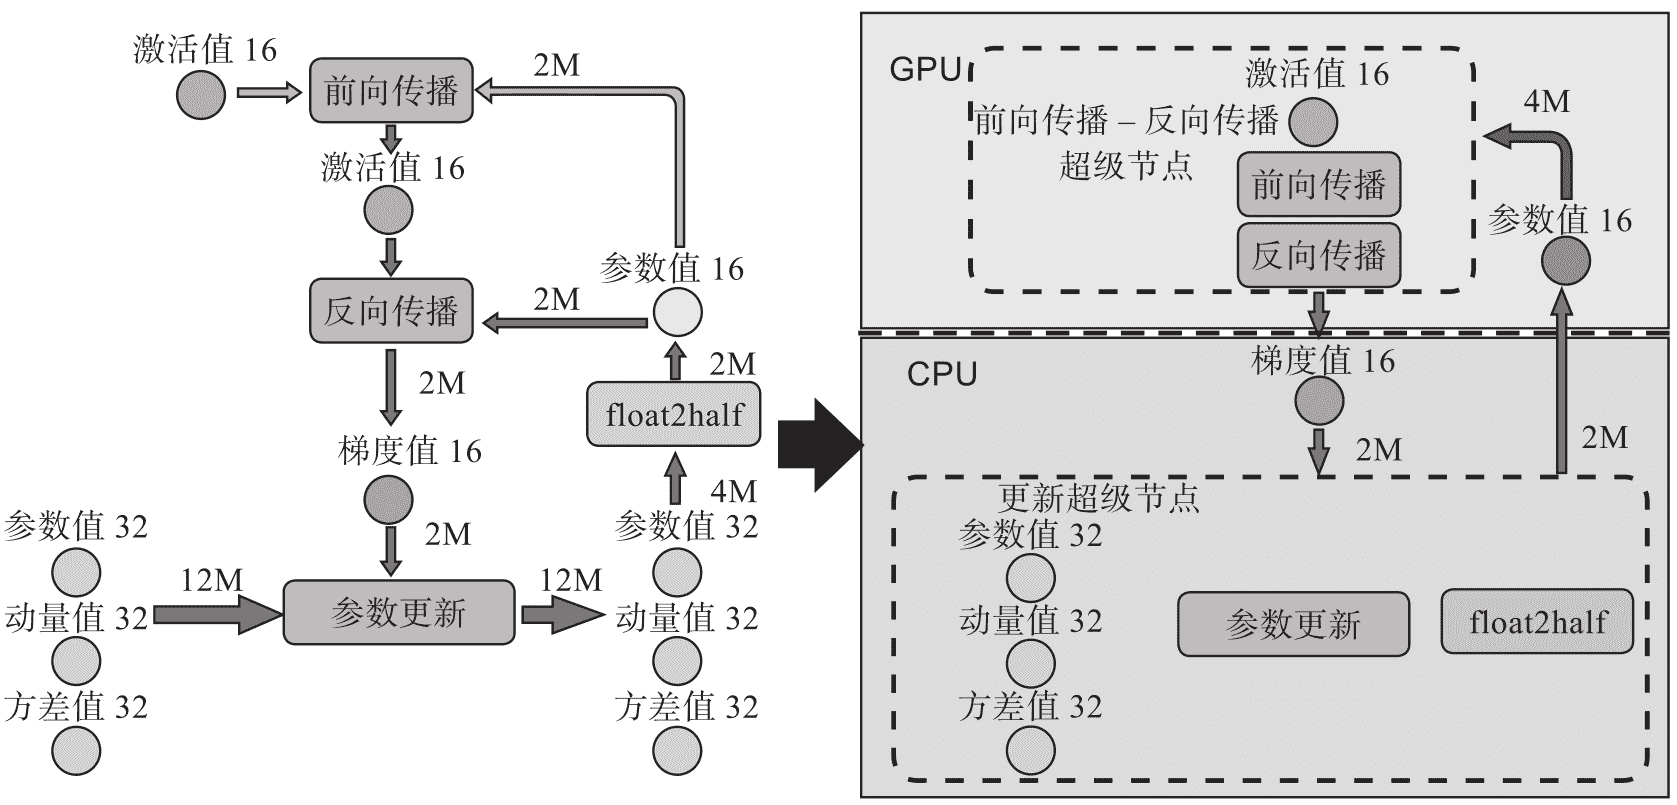 激活值 16
前向传播
2M
激活值 16
反向传播
2M
参数值 16
2M
2M
float2half
梯度值 16
4M
2M
参数值 32
动量值 32
方差值 32
12M
参数更新
12M
参数值 32
动量值 32
方差值 32
GPU
激活值 16
前向传播 – 反向传播
超级节点
前向传播
反向传播
4M
参数值 16
CPU
梯度值 16
2M
2M
更新超级节点
参数值 32
动量值 32
方差值 32
参数更新
float2half